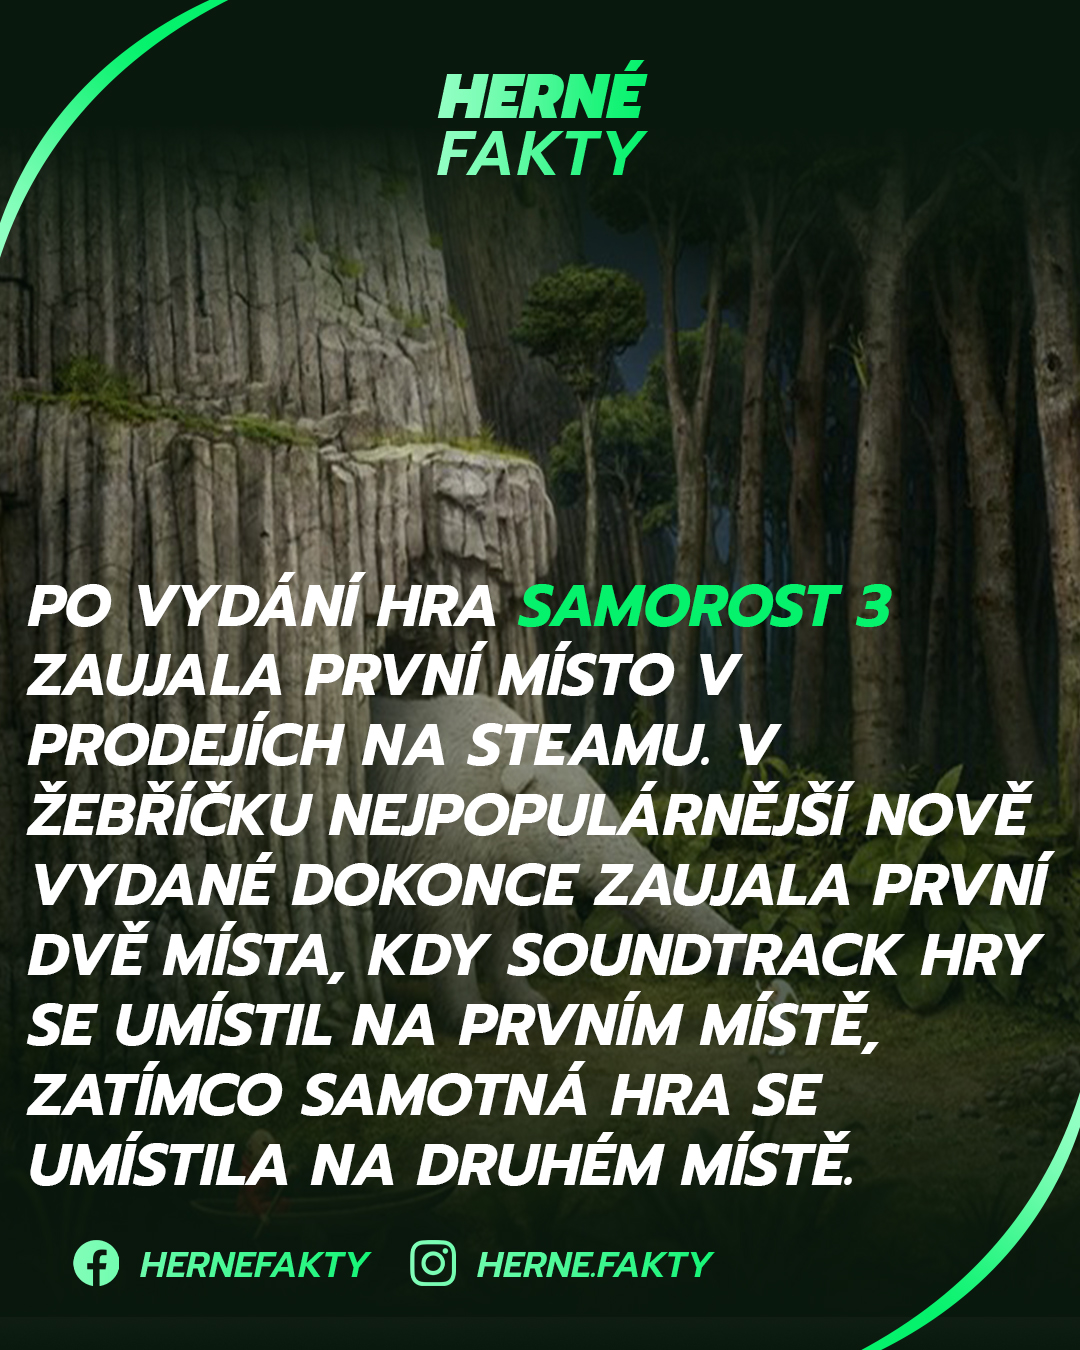 HERNÉ
FAKTY
PO VYDÁNÍ HRA SAMOROST 3
ZAUJALA PRVNÍ MÍSTO V
PRODEJÍCH NA STEAMU. V
ŽEBŘÍČKU NEJPOPULÁRNĚJŠÍ NOVĚ
VYDANÉ DOKONCE ZAUJALA PRVNÍ
DVĚ MÍSTA, KDY SOUNDTRACK HRY
SE UMÍSTIL NA PRVNÍM MÍSTĚ,
ZATÍMCO SAMOTNÁ HRA SE
UMÍSTILA NA DRUHÉM MÍSTĚ.
HERNEFAKTY HERNE.FAKTY